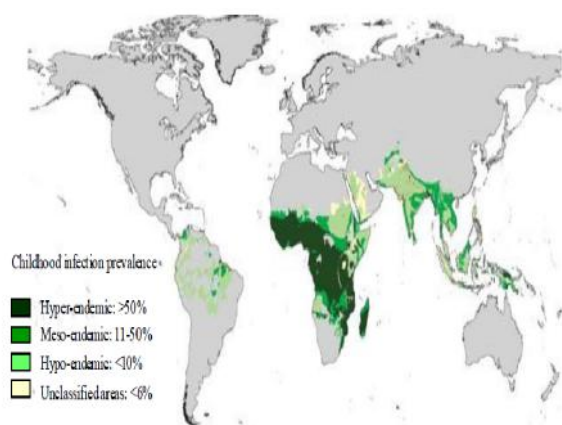 Childhood infection prevalence
Hyper-endemic: >50%
Meso-endemic: 11-50%
Hypo-endemic: <10%
Unclassified areas: <6%